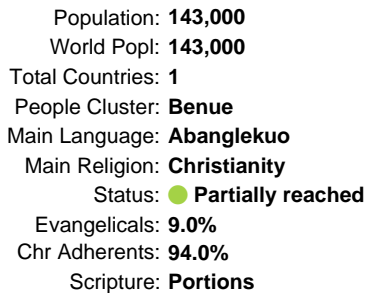 Population: 143,000
World Popl: 143,000
Total Countries: 1
People Cluster: Benue
Main Language: Abanglekuo
Main Religion: Christianity
Status: Partially reached
Evangelicals: 9.0%
Chr Adherents: 94.0%
Scripture: Portions